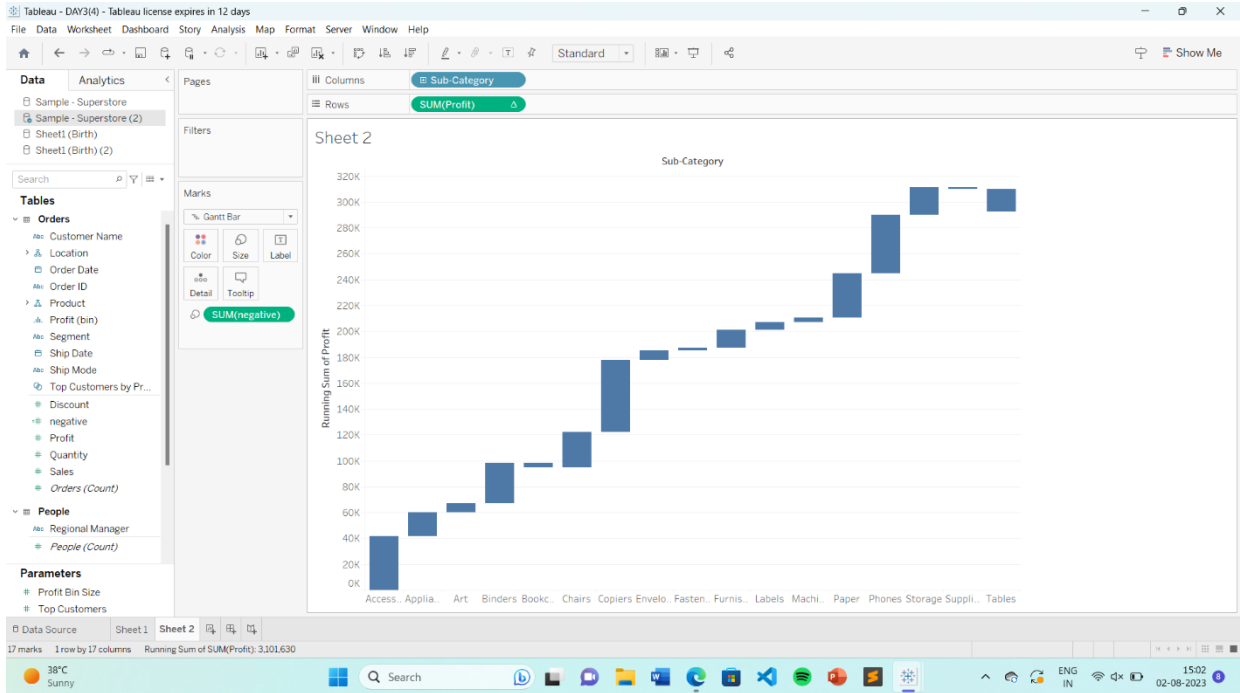 Tableau - DAY3(4) - Tableau license expires in 12 days
File Data Worksheet Dashboard Story Analysis Map Format Server Window Help
Standard
Show Me
Data Analytics
Sample - Superstore
Sample - Superstore (2)
Sheet1 (Birth)
Sheet1 (Birth) (2)
Search
Tables
Orders
Abc Customer Name
Location
Order Date
Abc Order ID
Product
Profit (bin)
Abc Segment
Ship Date
Abc Ship Mode
Top Customers by Pr...
# Discount
=# negative
# Profit
# Quantity
# Sales
# Orders (Count)
People
Abc Regional Manager
# People (Count)
Parameters
# Profit Bin Size
# Top Customers
Pages
Filters
Marks
Gantt Bar
Color Size Label
Detail Tooltip
SUM(negative)
Columns Sub-Category
Rows SUM(Profit) Δ
Sheet 2
Sub-Category
320K
300K
280K
260K
240K
220K
200K
180K
160K
140K
120K
100K
80K
60K
40K
20K
0K
Running Sum of Profit
Access.. Applia.. Art Binders Bookc.. Chairs Copiers Envelo.. Fasten.. Furnis.. Labels Machi.. Paper Phones Storage Suppli.. Tables
Data Source Sheet 1 Sheet 2
17 marks 1 row by 17 columns Running Sum of SUM(Profit): 3,101,630
38°C
Sunny
Search
ENG
IN
15:02
02-08-2023
8